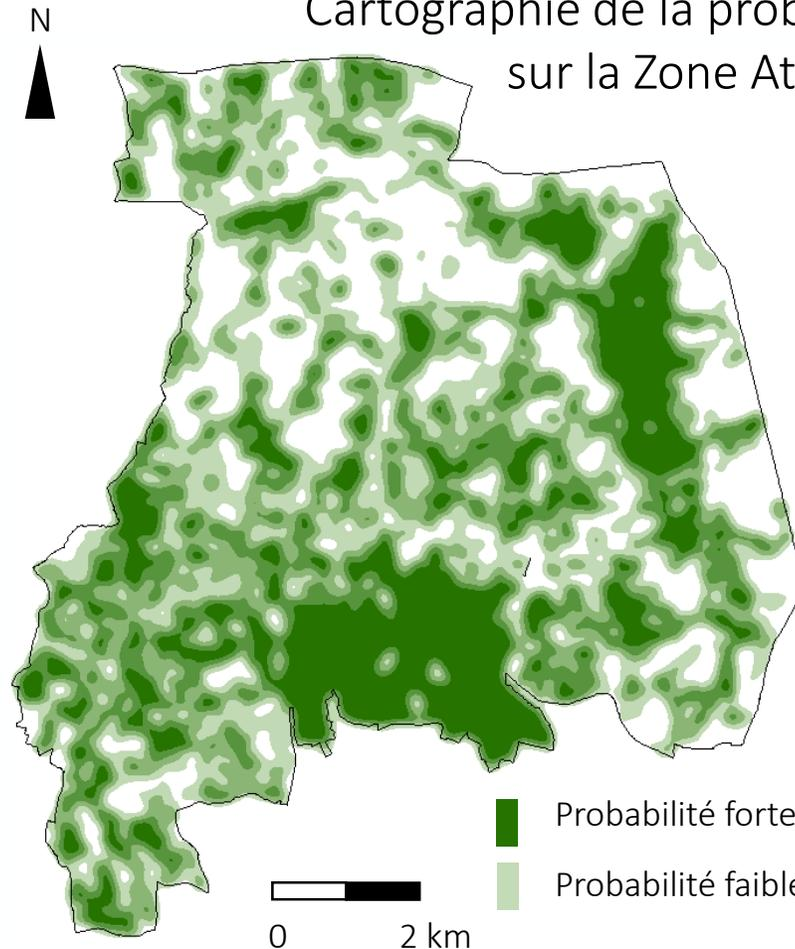 Cartographie de la prob
sur la Zone At
N
Probabilité forte
Probabilité faible
0 2 km